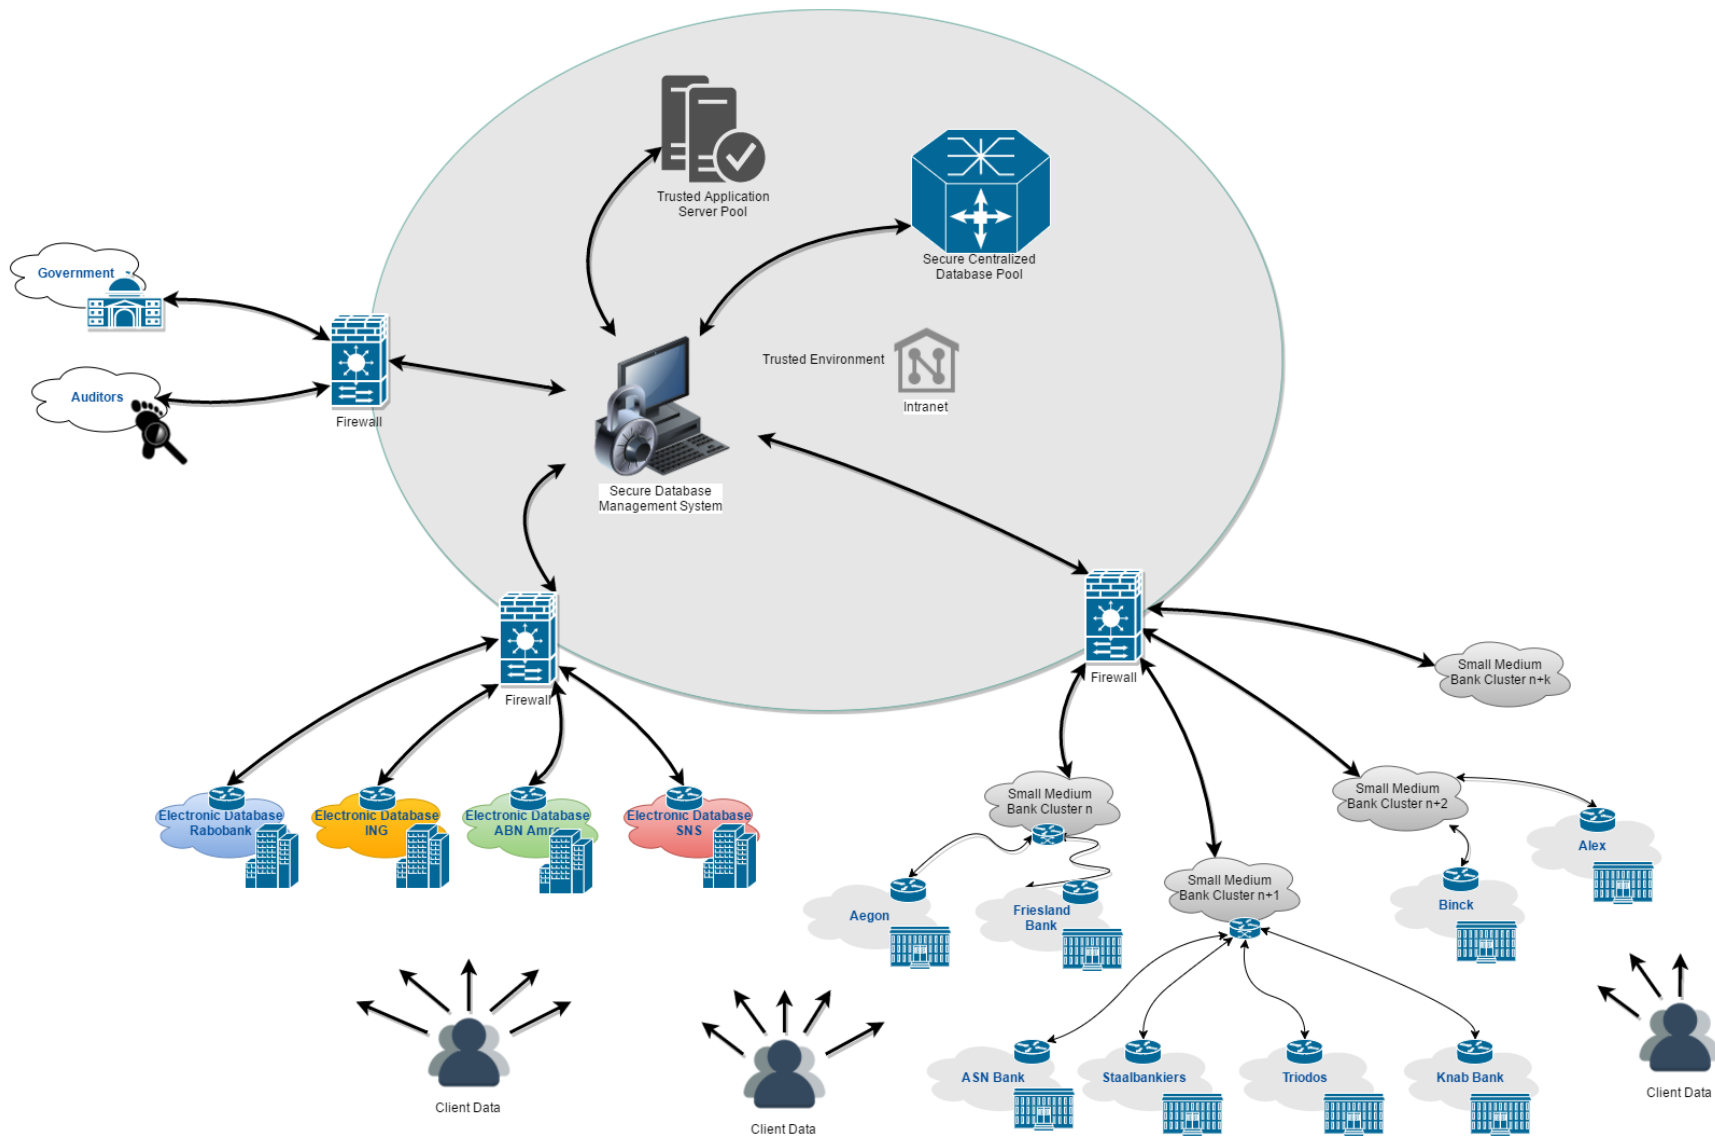 Trusted Application
Server Pool
Secure Centralized
Database Pool
Government
Trusted Environment
Auditors
Intranet
Firewall
Secure Database
Management System
Firewall
Firewall
Small Medium
Bank Cluster n+k
Electronic Database
Rabobank
Electronic Database
ING
Electronic Database
ABN Amro
Electronic Database
SNS
Small Medium
Bank Cluster n
Small Medium
Bank Cluster n+2
Alex
Small Medium
Bank Cluster n+1
Aegon
Friesland
Bank
Binck
ASN Bank
Staalbankiers
Triodos
Knab Bank
Client Data
Client Data
Client Data